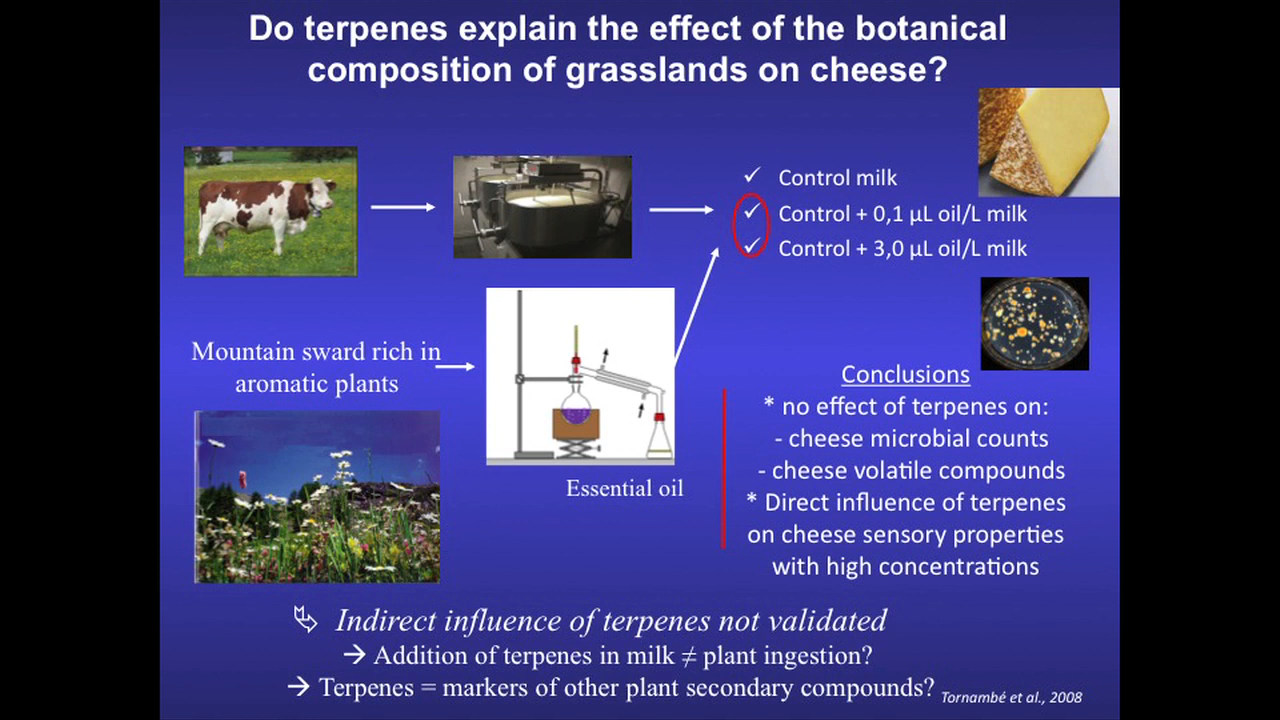 Do terpenes explain the effect of the botanical
composition of grasslands on cheese?
✓ Control milk
✓ Control + 0,1 µL oil/L milk
✓ Control + 3,0 µL oil/L milk
Mountain sward rich in
aromatic plants
Essential oil
Conclusions
* no effect of terpenes on:
- cheese microbial counts
- cheese volatile compounds
* Direct influence of terpenes
on cheese sensory properties
with high concentrations
Indirect influence of terpenes not validated
→ Addition of terpenes in milk ≠ plant ingestion?
→ Terpenes = markers of other plant secondary compounds?
Tornambé et al., 2008